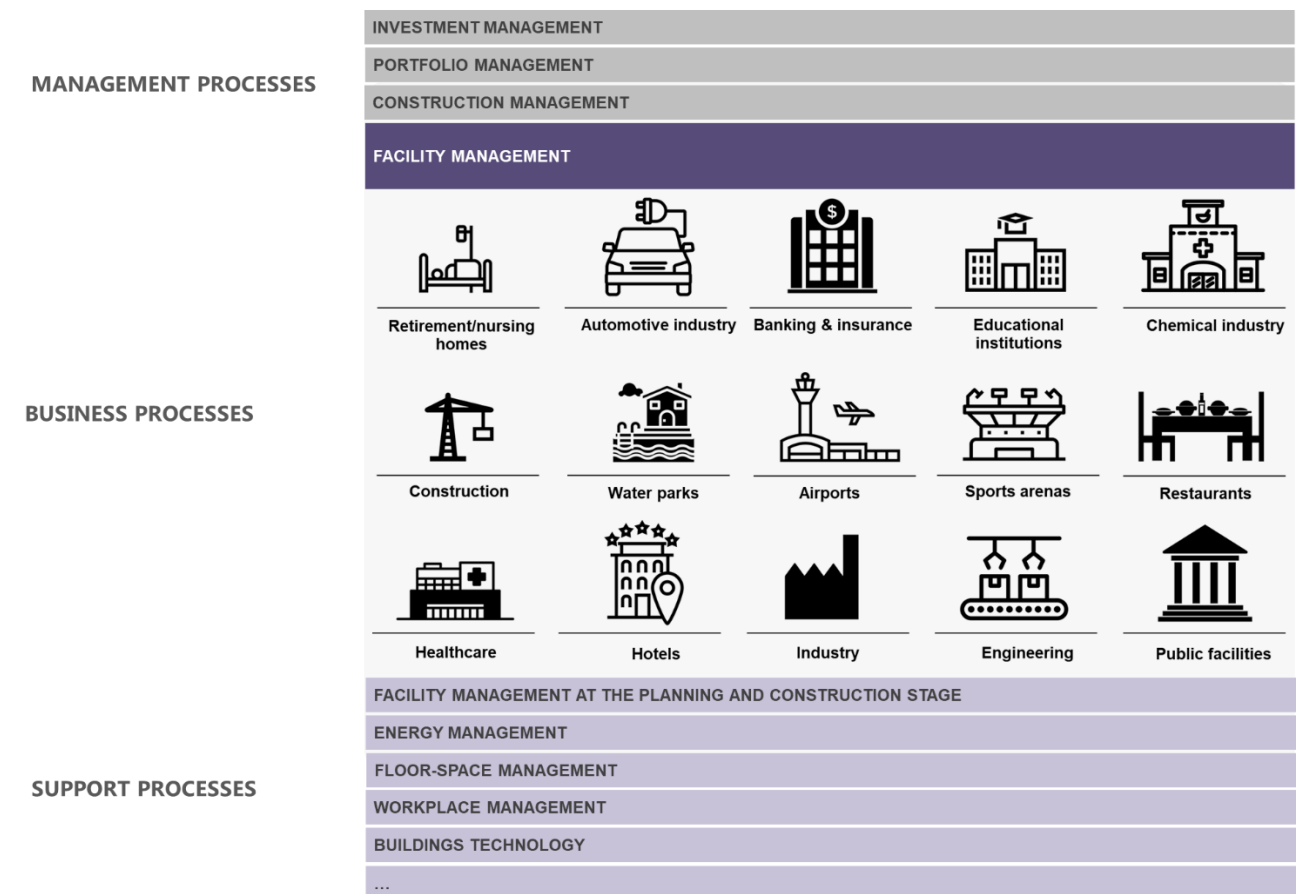 INVESTMENT MANAGEMENT
PORTFOLIO MANAGEMENT
MANAGEMENT PROCESSES
CONSTRUCTION MANAGEMENT
FACILITY MANAGEMENT
$
Retirement/nursing
homes
Automotive industry
Banking & insurance
Educational
institutions
Chemical industry
BUSINESS PROCESSES
Construction
Water parks
Airports
Sports arenas
Restaurants
Healthcare
Hotels
Industry
Engineering
Public facilities
FACILITY MANAGEMENT AT THE PLANNING AND CONSTRUCTION STAGE
ENERGY MANAGEMENT
FLOOR-SPACE MANAGEMENT
SUPPORT PROCESSES
WORKPLACE MANAGEMENT
BUILDINGS TECHNOLOGY
...